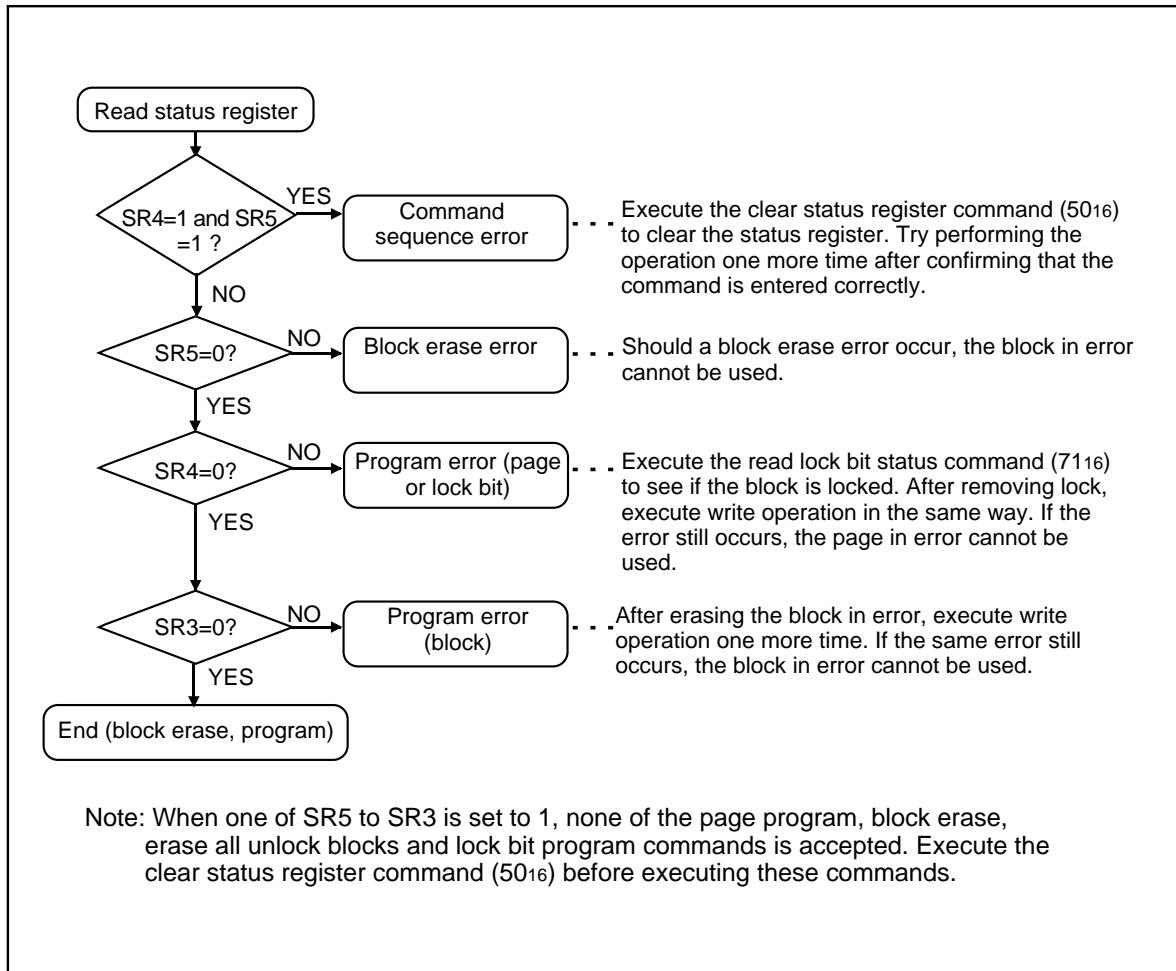 Read status register
YES
SR4=1 and SR5
=1 ?
Command
sequence error
Execute the clear status register command (5016)
to clear the status register. Try performing the
operation one more time after confirming that the
command is entered correctly.
NO
SR5=0?
NO
Block erase error
Should a block erase error occur, the block in error
cannot be used.
YES
SR4=0?
NO
Program error (page
or lock bit)
Execute the read lock bit status command (7116)
to see if the block is locked. After removing lock,
execute write operation in the same way. If the
error still occurs, the page in error cannot be
used.
YES
SR3=0?
NO
Program error
(block)
After erasing the block in error, execute write
operation one more time. If the same error still
occurs, the block in error cannot be used.
YES
End (block erase, program)
Note: When one of SR5 to SR3 is set to 1, none of the page program, block erase,
erase all unlock blocks and lock bit program commands is accepted. Execute the
clear status register command (5016) before executing these commands.